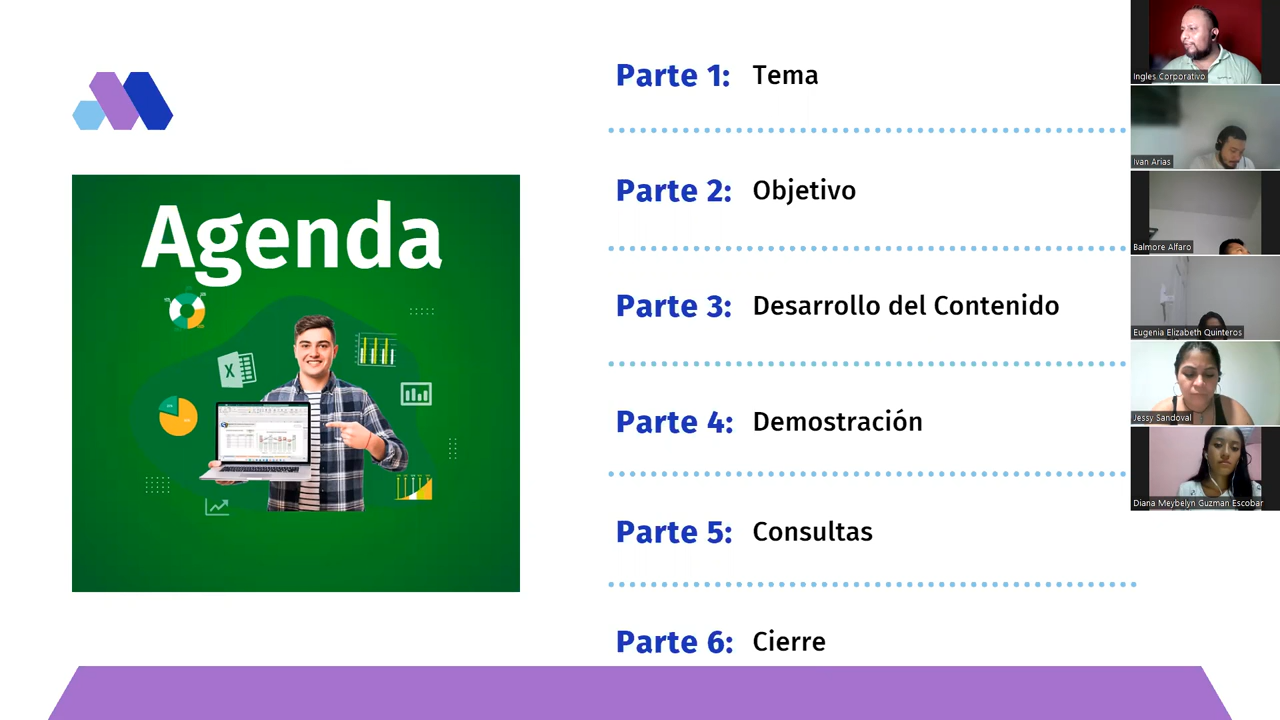 Agenda
X
Parte 1: Tema
Parte 2: Objetivo
Parte 3: Desarrollo del Contenido
Parte 4: Demostración
Parte 5: Consultas
Parte 6: Cierre
Ingles Corporativo
Ivan Arias
Balmore Alfaro
Eugenia Elizabeth Quinteros
Jessy Sandoval
Diana Meybelyn Guzman Escobar